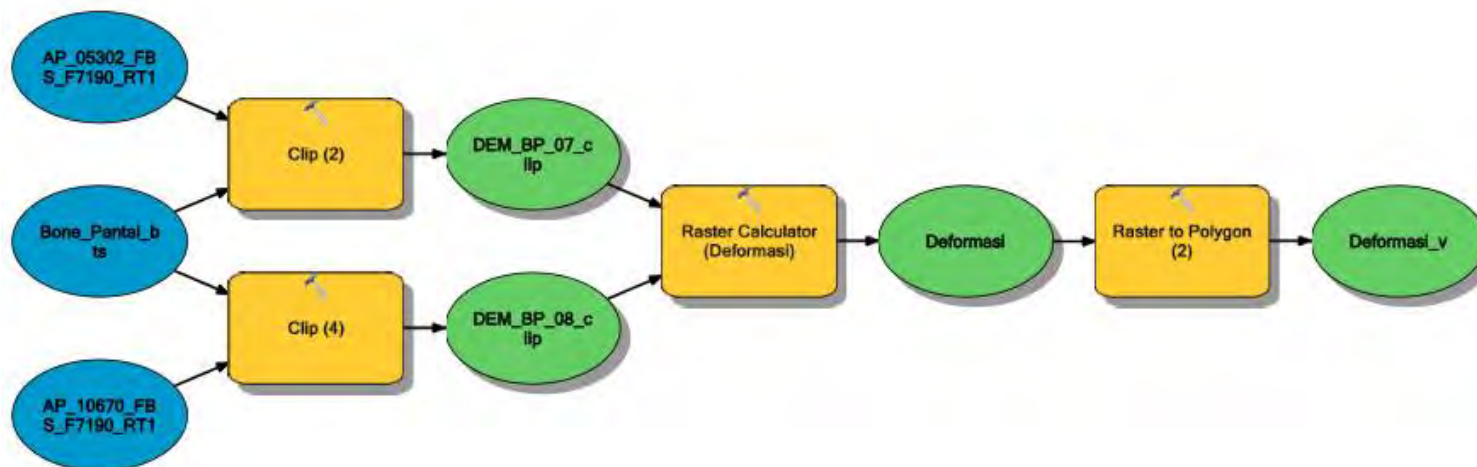 AP_05302_FB
S_F7190_RT1
Clip (2)
DEM_BP_07_c
lip
Bone_Pantai_b
ts
Raster Calculator
(Deformasi)
Deformasi
Raster to Polygon
(2)
Deformasi_v
Clip (4)
DEM_BP_08_c
lip
AP_10670_FB
S_F7190_RT1